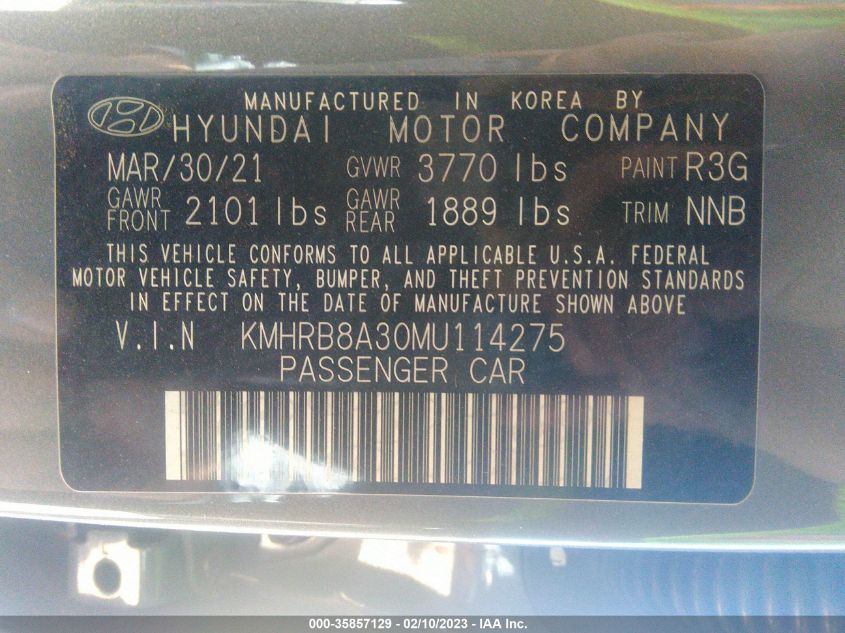 MANUFACTURED IN KOREA BY
HYUNDAI MOTOR COMPANY
MAR/30/21 GVWR 3770 lbs PAINT R3G
GAWR FRONT 2101 lbs GAWR REAR 1889 lbs TRIM NNB
THIS VEHICLE CONFORMS TO ALL APPLICABLE U.S.A. FEDERAL
MOTOR VEHICLE SAFETY, BUMPER, AND THEFT PREVENTION STANDARDS
IN EFFECT ON THE DATE OF MANUFACTURE SHOWN ABOVE
V.I.N KMHRB8A30MU114275
PASSENGER CAR
000-35857129 — 02/10/2023 — IAA Inc.